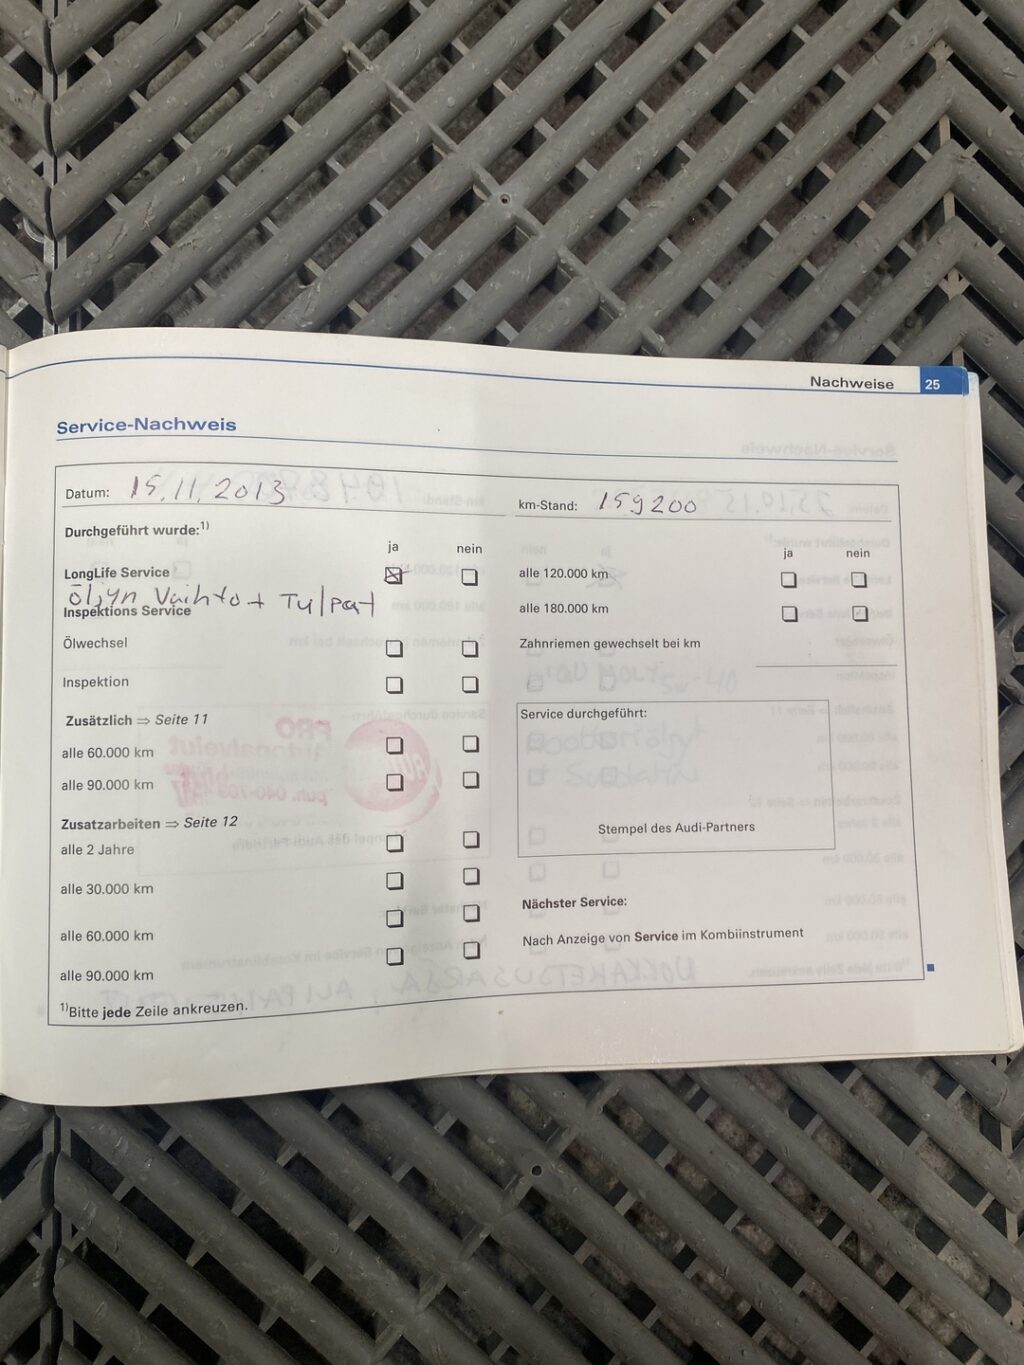 Nachweise 25
Service-Nachweis
Datum: 15.11.2013
km-Stand: 159200
Durchgeführt wurde:1)
ja nein
LongLife Service
Öljyn Vaihto + Tulpat
Inspektions Service
Ölwechsel
Inspektion
Zusätzlich ⇒ Seite 11
alle 60.000 km
alle 90.000 km
Zusatzarbeiten ⇒ Seite 12
alle 2 Jahre
alle 30.000 km
alle 60.000 km
alle 90.000 km
1)Bitte jede Zeile ankreuzen.
ja nein
alle 120.000 km
alle 180.000 km
Zahnriemen gewechselt bei km
Service durchgeführt:
Stempel des Audi-Partners
Nächster Service:
Nach Anzeige von Service im Kombiinstrument